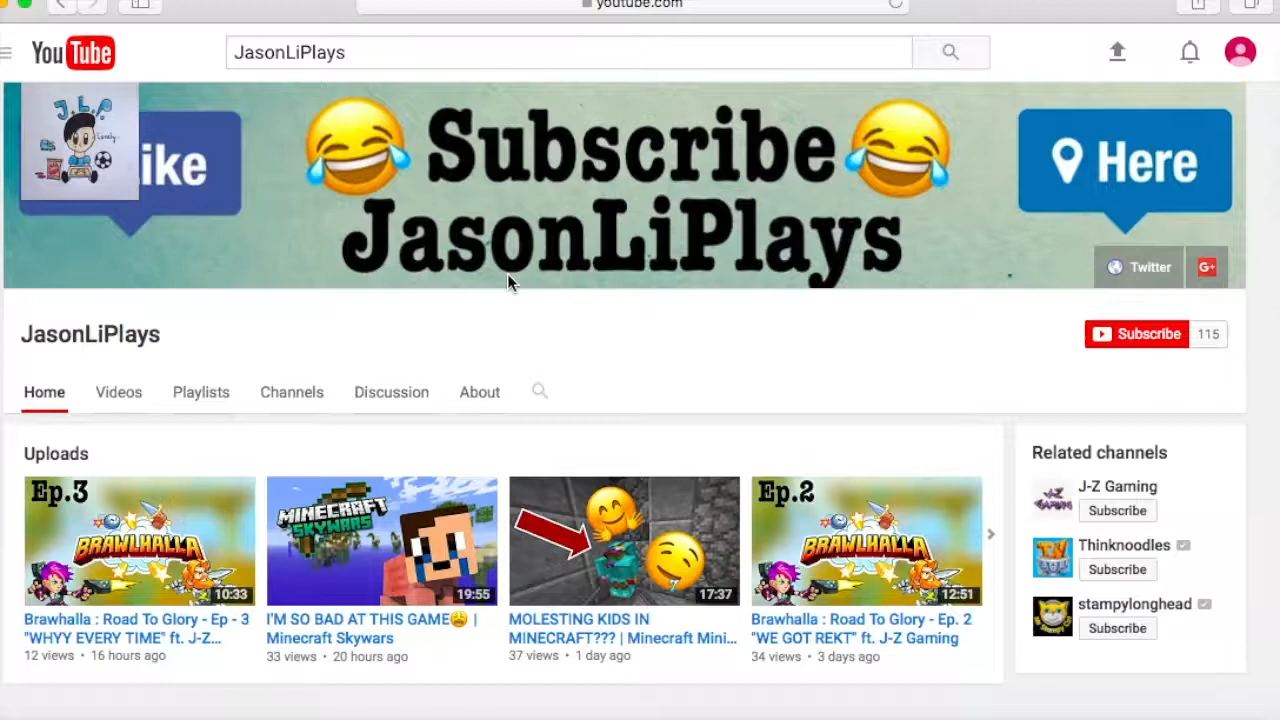 youtube.com
YouTube
JasonLiPlays
J.L.P
Lonely
ike
Subscribe
Here
JasonLiPlays
Twitter
G+
JasonLiPlays
Subscribe 115
Home Videos Playlists Channels Discussion About
Uploads
Ep.3
BRAWLHALLA
10:33
Brawhalla : Road To Glory - Ep - 3
"WHYY EVERY TIME" ft. J-Z...
12 views • 16 hours ago
MINECRAFT
SKYWARS
19:55
I'M SO BAD AT THIS GAME😩 |
Minecraft Skywars
33 views • 20 hours ago
17:37
MOLESTING KIDS IN
MINECRAFT??? | Minecraft Mini...
37 views • 1 day ago
Ep.2
BRAWLHALLA
12:51
Brawhalla : Road To Glory - Ep. 2
"WE GOT REKT" ft. J-Z Gaming
34 views • 3 days ago
Related channels
J-Z Gaming
Subscribe
Thinknoodles
Subscribe
stampylonghead
Subscribe